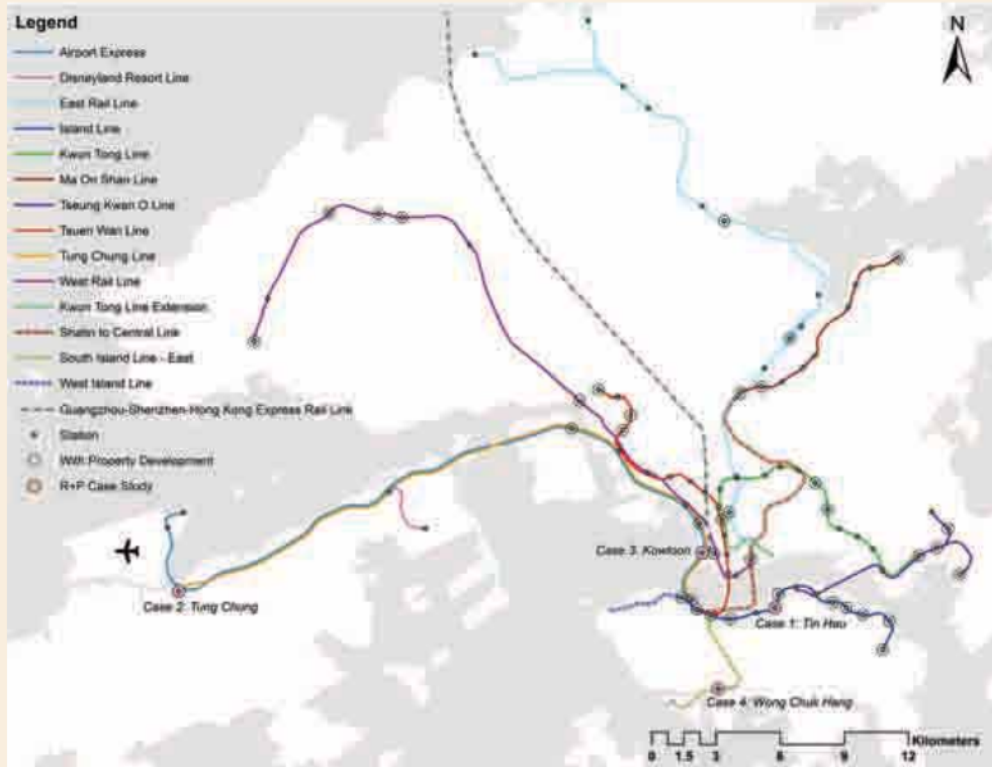 Legend
Airport Express
Disneyland Resort Line
East Rail Line
Island Line
Kwun Tong Line
Ma On Shan Line
Tseung Kwan O Line
Tsuen Wan Line
Tung Chung Line
West Rail Line
Kwun Tong Line Extension
Shatin to Central Link
South Island Line - East
West Island Line
Guangzhou-Shenzhen-Hong Kong Express Rail Link
Station
With Property Development
R+P Case Study
N
Case 3: Kowloon
Case 2: Tung Chung
Case 1: Tin Hau
Case 4: Wong Chuk Hang
Kilometers
0 1.5 3 6 9 12